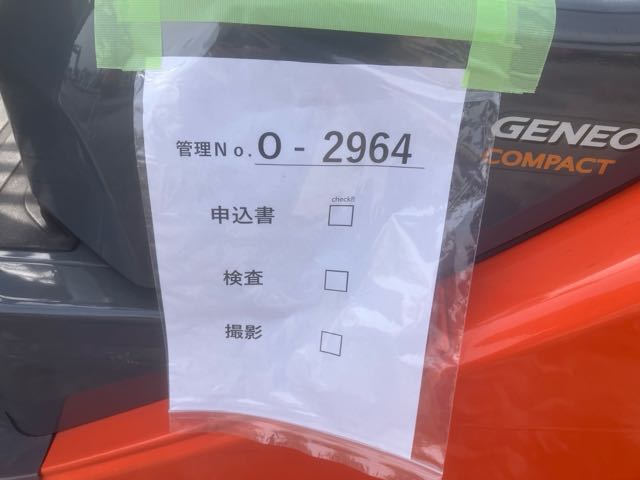 管理No. O - 2964
check!!
申込書 □
検査 □
撮影 □
GENEO
COMPACT